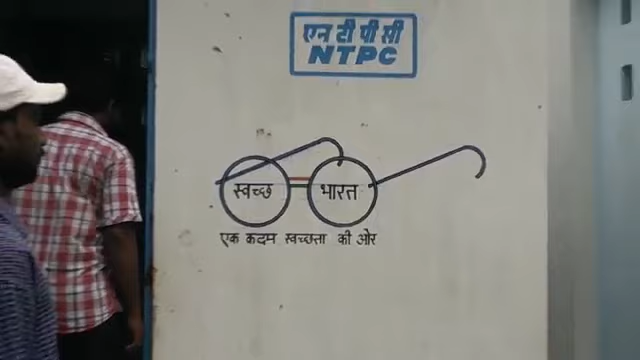 एन टी पी सी
NTPC
स्वच्छ भारत
एक कदम स्वच्छता की ओर